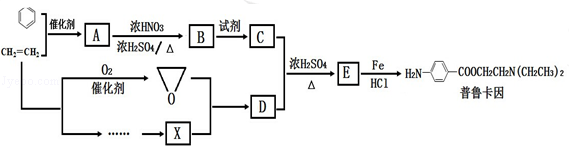 催化剂 A 浓HNO3 浓H2SO4/△ B 试剂 C
CH2=CH2
O2 催化剂 O
浓H2SO4 △ E Fe HCl H2N COOCH2CH2N(CH2CH3)2
普鲁卡因
D
…… X